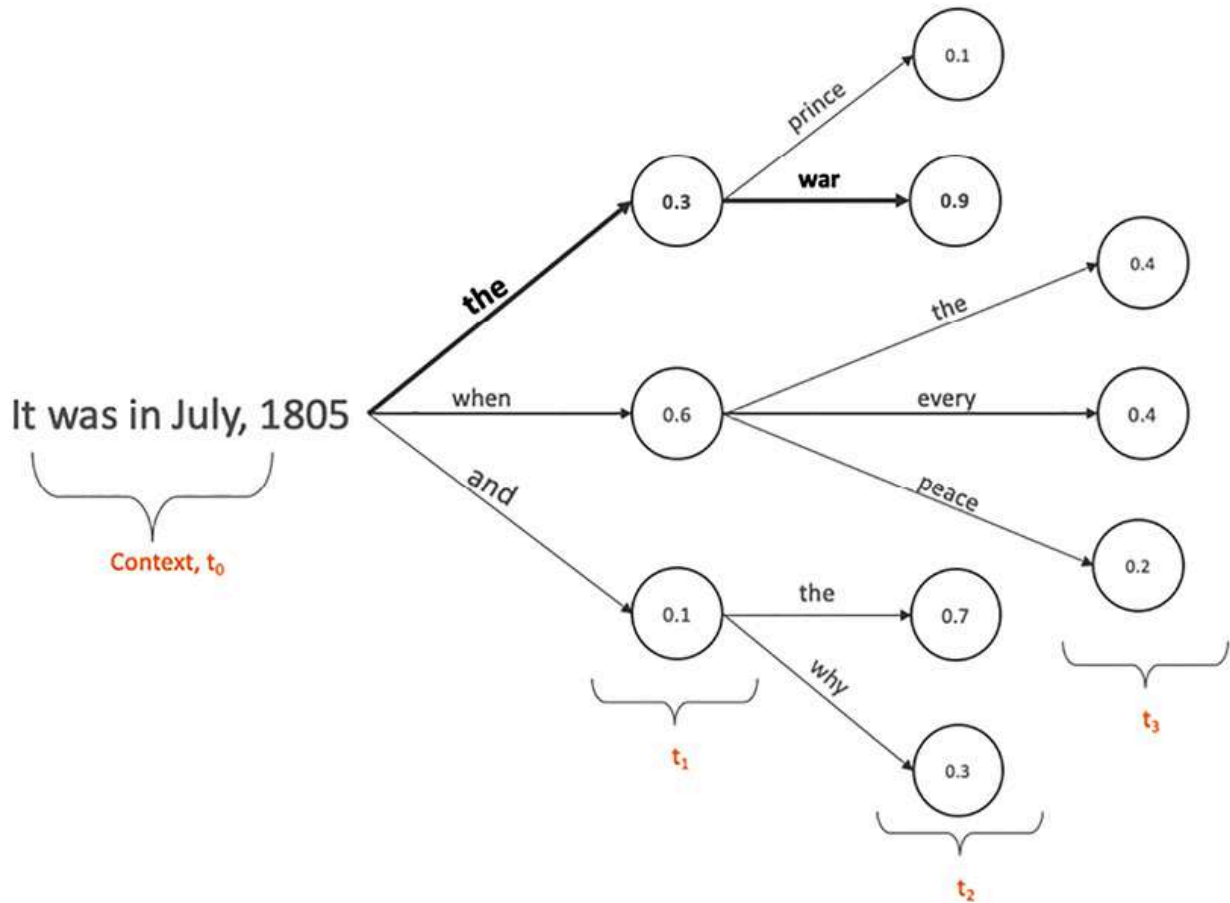 0.1
prince
war
0.3
0.9
the
0.4
the
It was in July, 1805
when
0.6
every
0.4
and
peace
Context, t₀
0.2
0.1
the
0.7
why
t₁
t₃
0.3
t₂